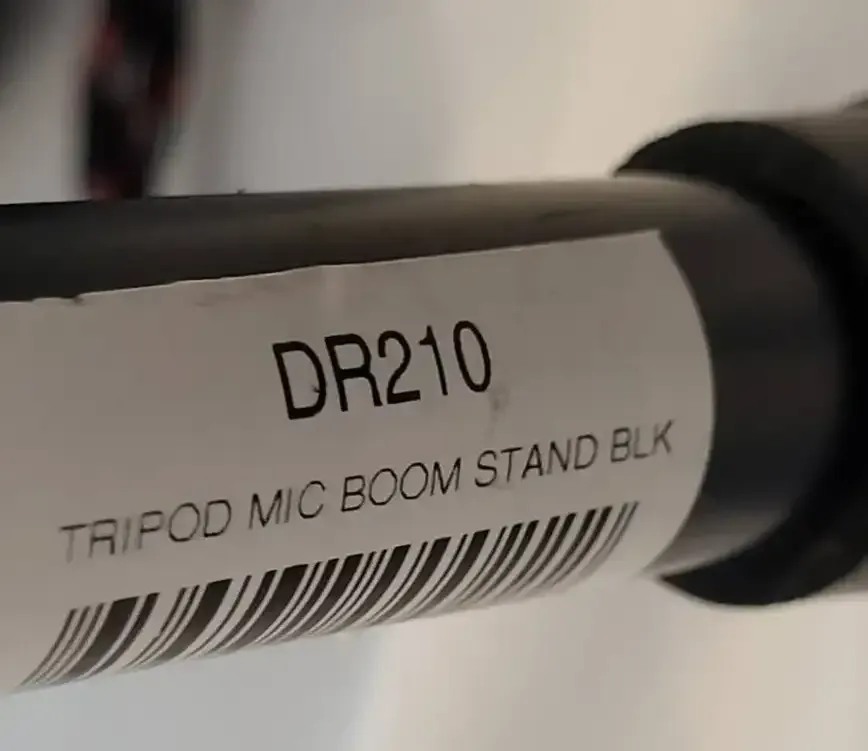 DR210
TRIPOD MIC BOOM STAND BLK